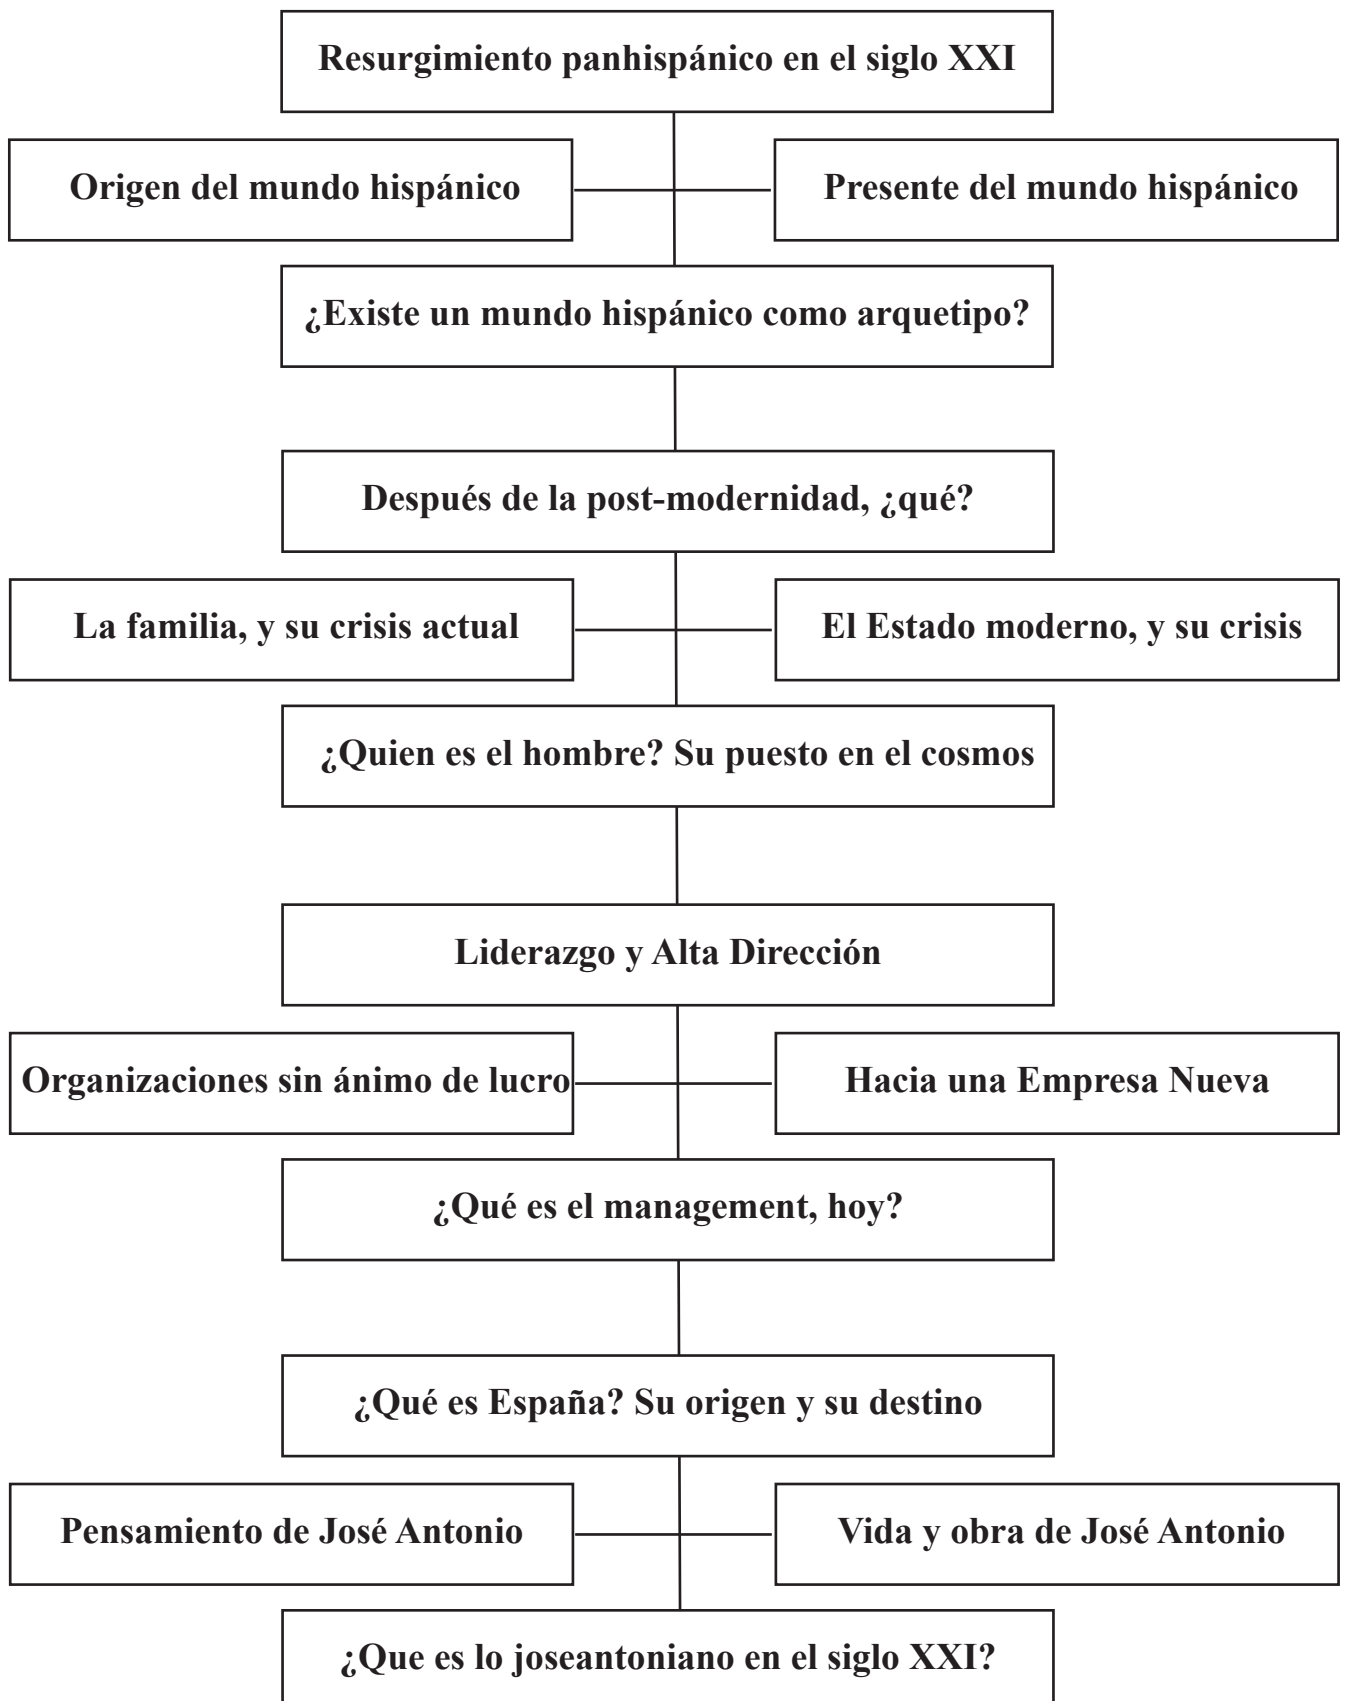 Resurgimiento panhispánico en el siglo XXI
Origen del mundo hispánico
Presente del mundo hispánico
¿Existe un mundo hispánico como arquetipo?
Después de la post-modernidad, ¿qué?
La familia, y su crisis actual
El Estado moderno, y su crisis
¿Quien es el hombre? Su puesto en el cosmos
Liderazgo y Alta Dirección
Organizaciones sin ánimo de lucro
Hacia una Empresa Nueva
¿Qué es el management, hoy?
¿Qué es España? Su origen y su destino
Pensamiento de José Antonio
Vida y obra de José Antonio
¿Que es lo joseantoniano en el siglo XXI?